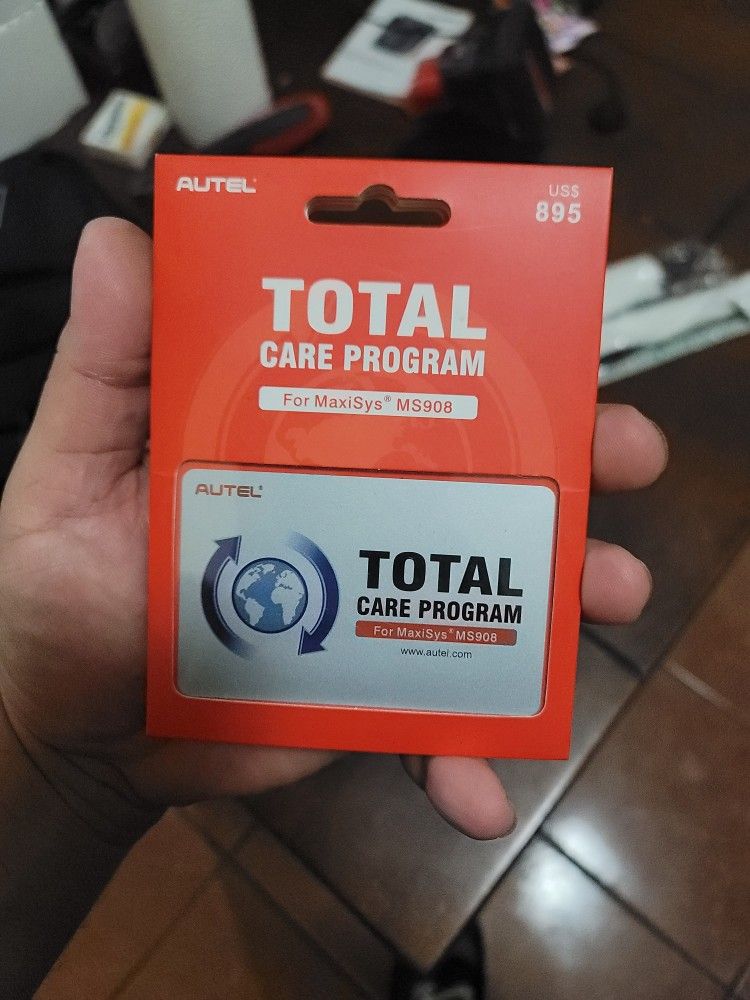 AUTEL
US$
895
TOTAL
CARE PROGRAM
For MaxiSys® MS908
AUTEL®
TOTAL
CARE PROGRAM
For MaxiSys® MS908
www.autel.com